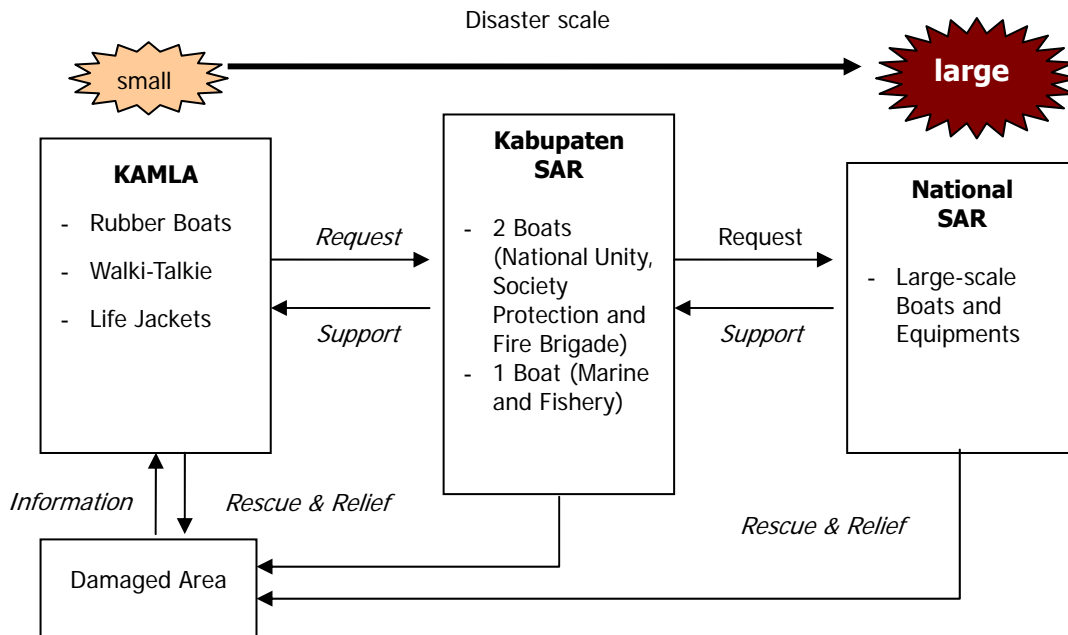 Disaster scale
small
large
KAMLA
- Rubber Boats
- Walki-Talkie
- Life Jackets
Request
Support
Kabupaten
SAR
- 2 Boats
(National Unity,
Society
Protection and
Fire Brigade)
- 1 Boat (Marine
and Fishery)
Request
Support
National
SAR
- Large-scale
Boats and
Equipments
Information
Rescue & Relief
Rescue & Relief
Damaged Area